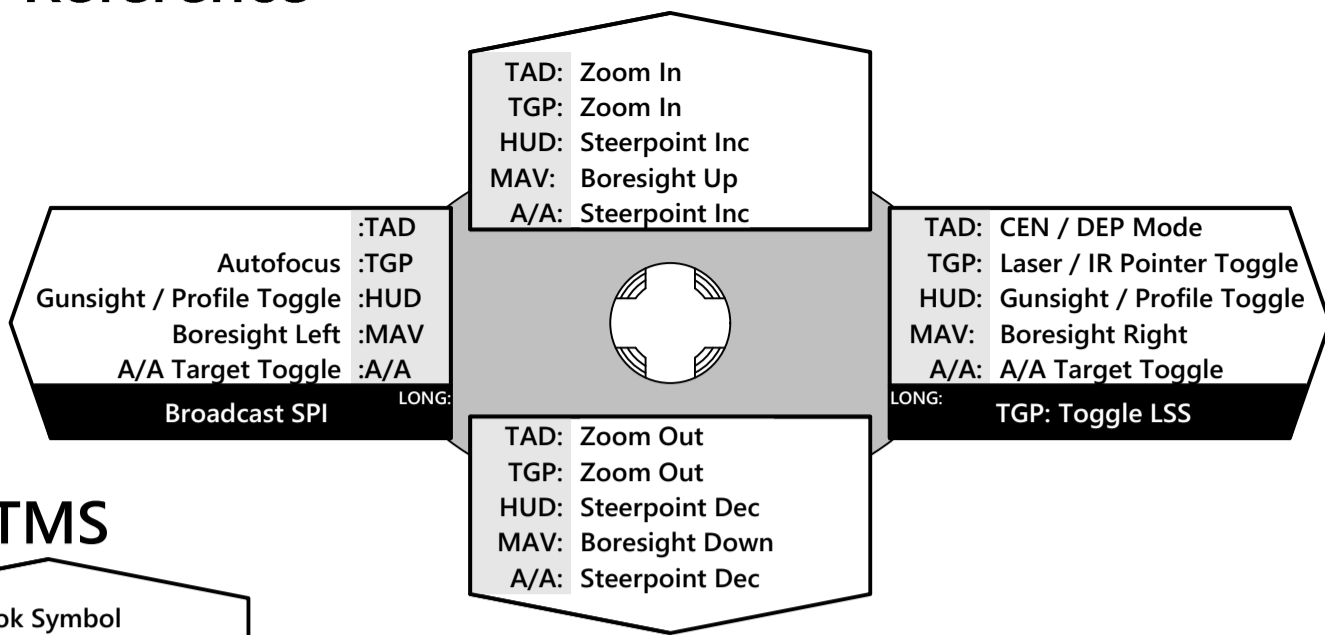 TAD: Zoom In
TGP: Zoom In
HUD: Steerpoint Inc
MAV: Boresight Up
A/A: Steerpoint Inc
:TAD
Autofocus :TGP
Gunsight / Profile Toggle :HUD
Boresight Left :MAV
A/A Target Toggle :A/A
LONG:
Broadcast SPI
TAD: CEN / DEP Mode
TGP: Laser / IR Pointer Toggle
HUD: Gunsight / Profile Toggle
MAV: Boresight Right
A/A: A/A Target Toggle
LONG:
TGP: Toggle LSS
TAD: Zoom Out
TGP: Zoom Out
HUD: Steerpoint Dec
MAV: Boresight Down
A/A: Steerpoint Dec
TMS
Symbol